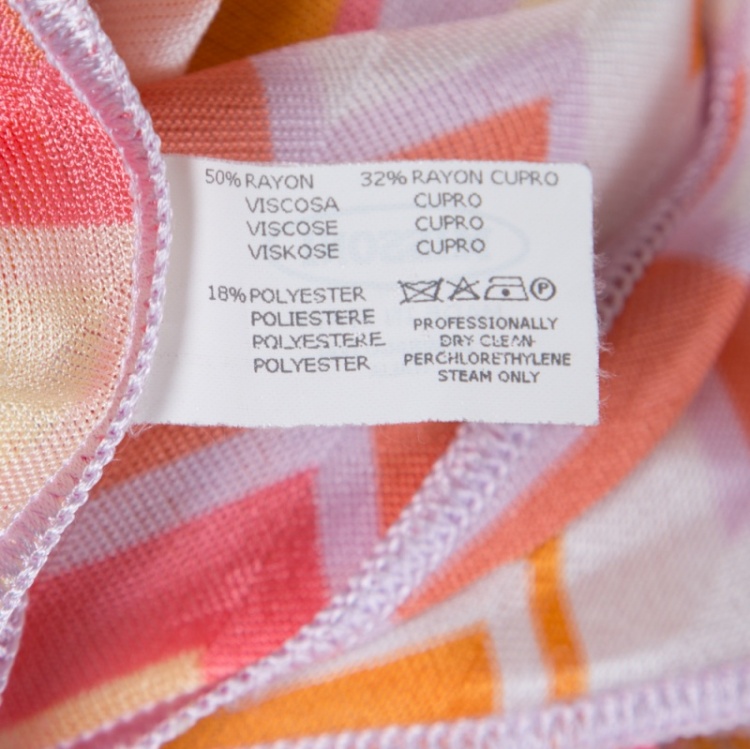 50% RAYON 32% RAYON CUPRO
VISCOSA CUPRO
VISCOSE CUPRO
VISKOSE CUPRO
18% POLYESTER
POLIESTERE
POLYESTERE
POLYESTER
P
PROFESSIONALLY
DRY CLEAN-
PERCHLORETHYLENE
STEAM ONLY